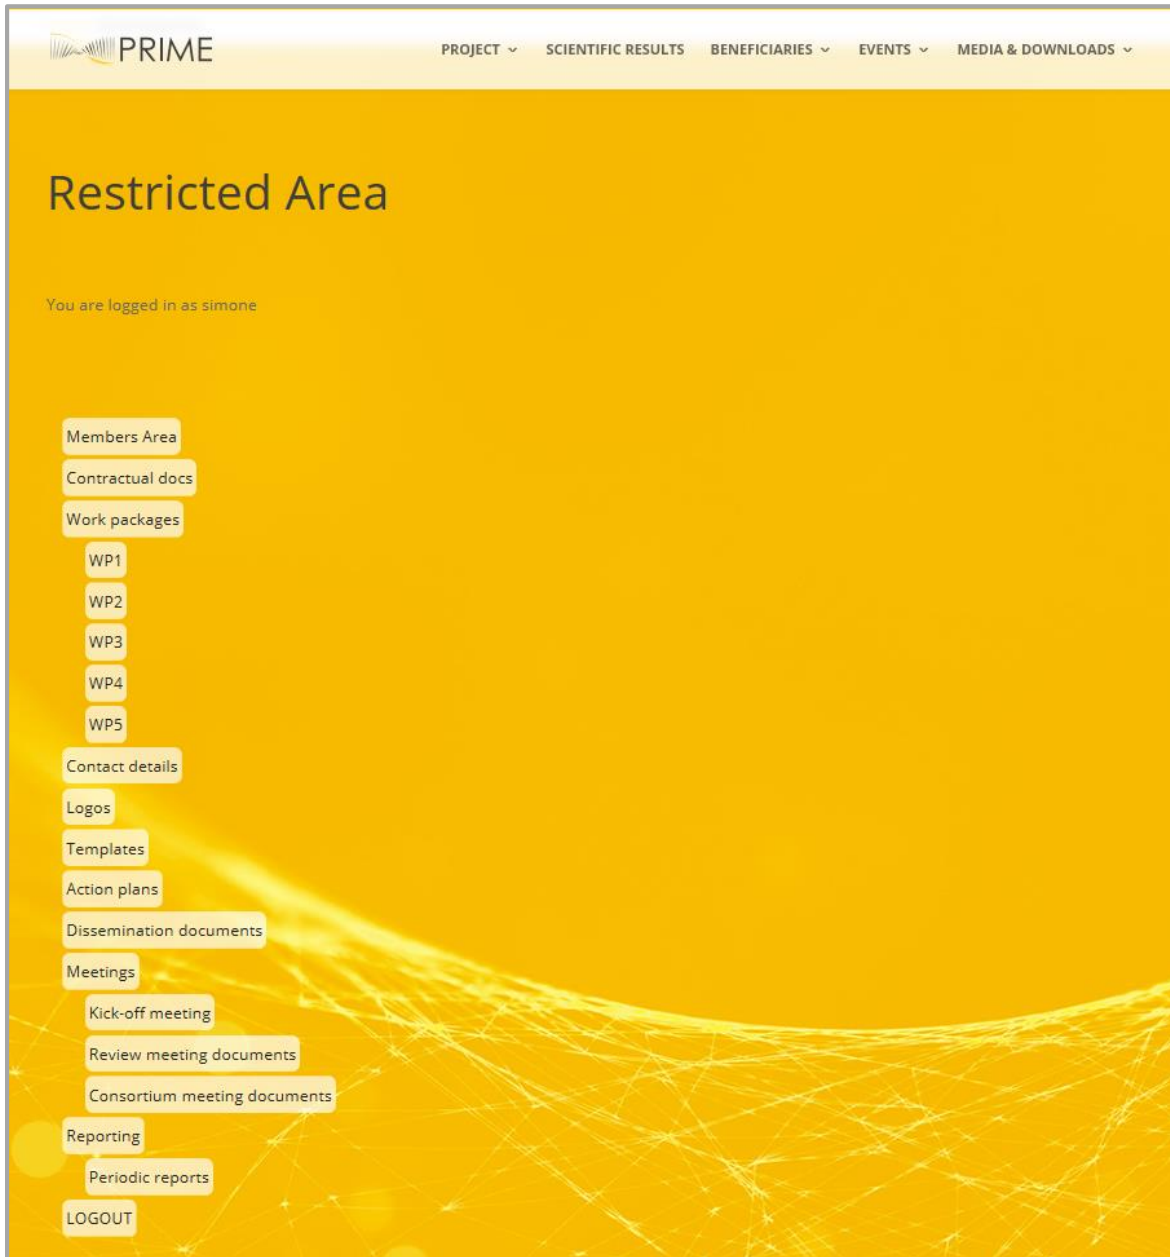 PRIME
PROJECT SCIENTIFIC RESULTS BENEFICIARIES EVENTS MEDIA & DOWNLOADS
Restricted Area
You are logged in as simone
Members Area
Contractual docs
Work packages
WP1
WP2
WP3
WP4
WP5
Contact details
Logos
Templates
Action plans
Dissemination documents
Meetings
Kick-off meeting
Review meeting documents
Consortium meeting documents
Reporting
Periodic reports
LOGOUT